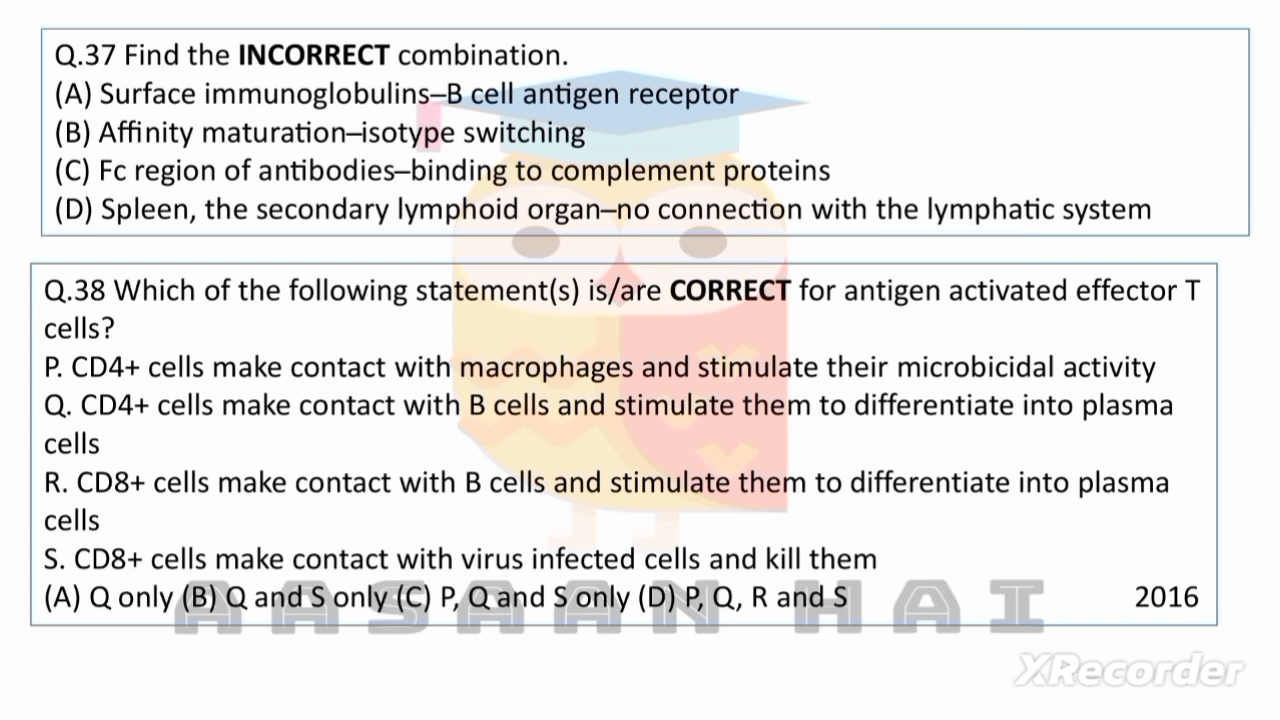 Q.37 Find the INCORRECT combination.
(A) Surface immunoglobulins–B cell antigen receptor
(B) Affinity maturation–isotype switching
(C) Fc region of antibodies–binding to complement proteins
(D) Spleen, the secondary lymphoid organ–no connection with the lymphatic system
Q.38 Which of the following statement(s) is/are CORRECT for antigen activated effector T
cells?
P. CD4+ cells make contact with macrophages and stimulate their microbicidal activity
Q. CD4+ cells make contact with B cells and stimulate them to differentiate into plasma
cells
R. CD8+ cells make contact with B cells and stimulate them to differentiate into plasma
cells
S. CD8+ cells make contact with virus infected cells and kill them
(A) Q only (B) Q and S only (C) P, Q and S only (D) P, Q, R and S 2016
AASAAN HAI
XRecorder